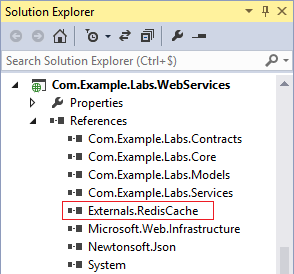 Solution Explorer
Search Solution Explorer (Ctrl+$)
Com.Example.Labs.WebServices
Properties
References
Com.Example.Labs.Contracts
Com.Example.Labs.Core
Com.Example.Labs.Models
Com.Example.Labs.Services
Externals.RedisCache
Microsoft.Web.Infrastructure
Newtonsoft.Json
System